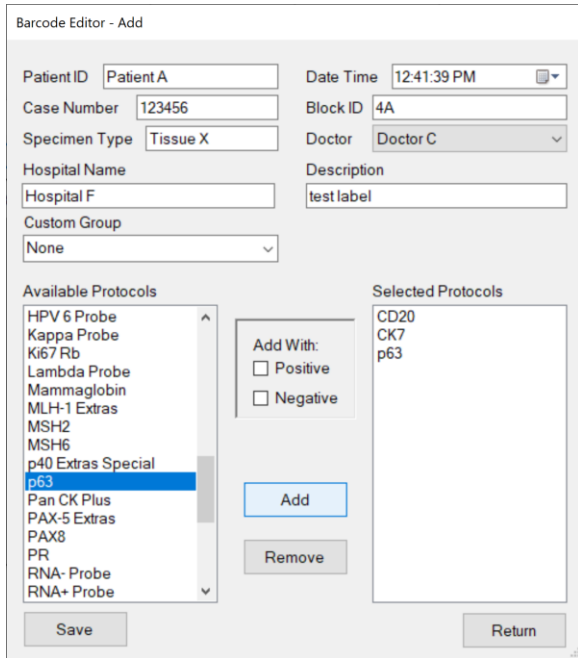 Barcode Editor - Add
Patient ID Patient A Date Time 12:41:39 PM
Case Number 123456 Block ID 4A
Specimen Type Tissue X Doctor Doctor C
Hospital Name Description
Hospital F test label
Custom Group
None
Available Protocols Selected Protocols
HPV 6 Probe
Kappa Probe
Ki67 Rb
Lambda Probe
Mammaglobin
MLH-1 Extras
MSH2
MSH6
p40 Extras Special
p63
Pan CK Plus
PAX-5 Extras
PAX8
PR
RNA- Probe
RNA+ Probe
Add With:
Positive
Negative
Add
Remove
CD20
CK7
p63
Save Return